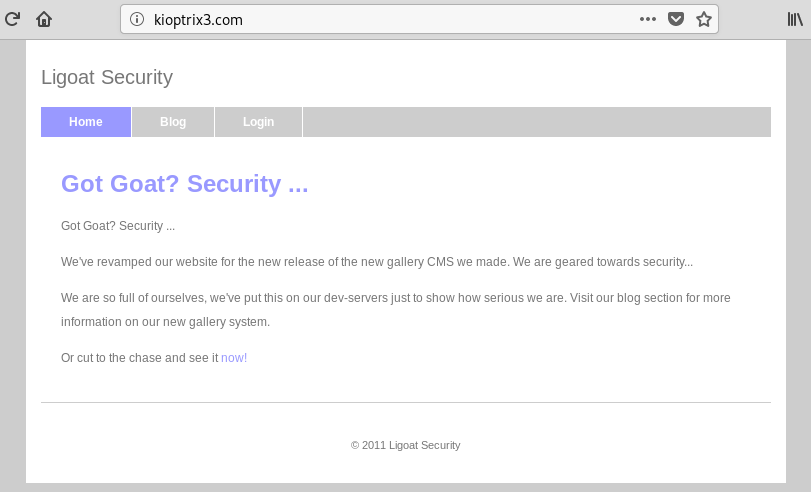 kioptrix3.com
Ligoat Security
Home Blog Login
Got Goat? Security ...
Got Goat? Security ...
We've revamped our website for the new release of the new gallery CMS we made. We are geared towards security...
We are so full of ourselves, we've put this on our dev-servers just to show how serious we are. Visit our blog section for more
information on our new gallery system.
Or cut to the chase and see it now!
© 2011 Ligoat Security